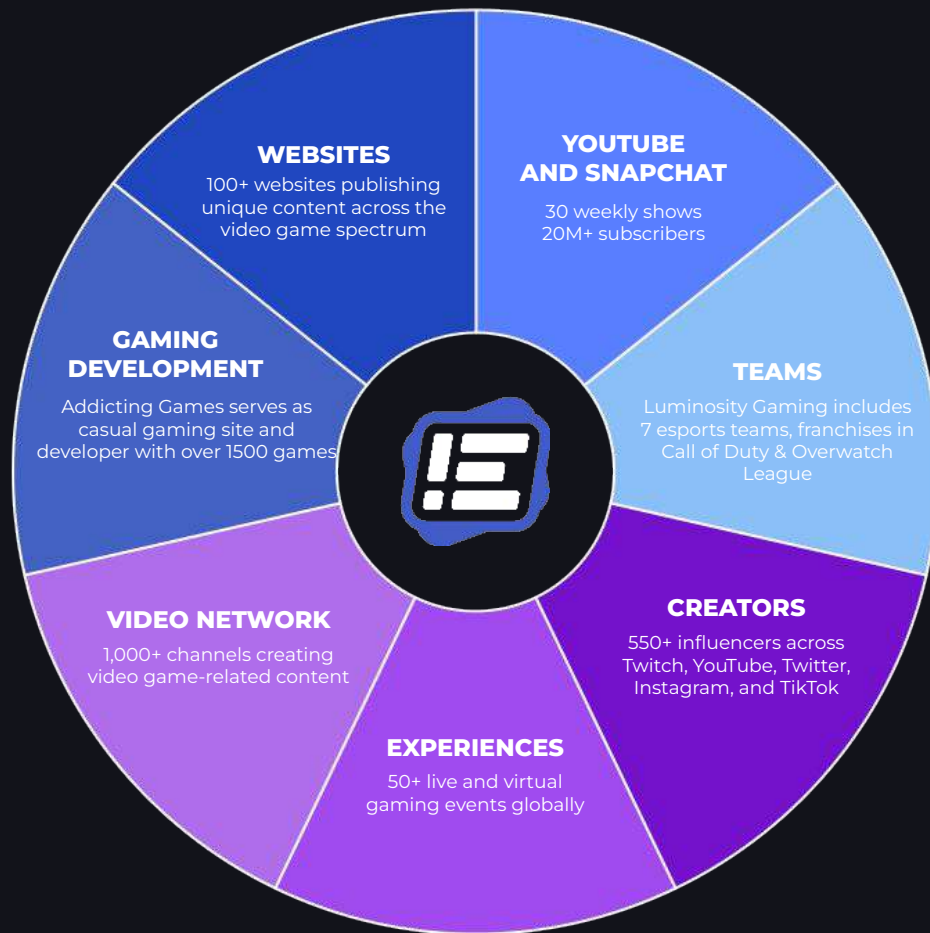 WEBSITES
100+ websites publishing
unique content across the
video game spectrum
YOUTUBE
AND SNAPCHAT
30 weekly shows
20M+ subscribers
GAMING
DEVELOPMENT
Addicting Games serves as
casual gaming site and
developer with over 1500 games
TEAMS
Luminosity Gaming includes
7 esports teams, franchises in
Call of Duty & Overwatch
League
VIDEO NETWORK
1,000+ channels creating
video game-related content
CREATORS
550+ influencers across
Twitch, YouTube, Twitter,
Instagram, and TikTok
EXPERIENCES
50+ live and virtual
gaming events globally